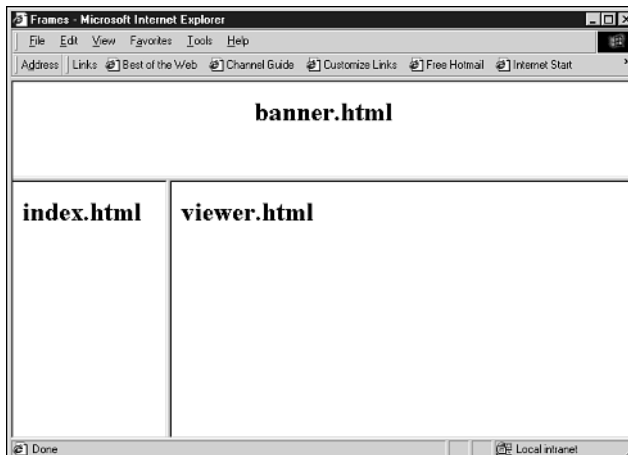 Frames - Microsoft Internet Explorer
File Edit View Favorites Tools Help
Address Links Best of the Web Channel Guide Customize Links Free Hotmail Internet Start
banner.html
index.html viewer.html
Done Local intranet